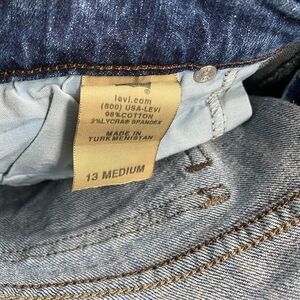 levi.com
(800) USA-LEVI
98%COTTON
2%LYCRA® SPANDEX
MADE IN
TURKMENISTAN
13 MEDIUM